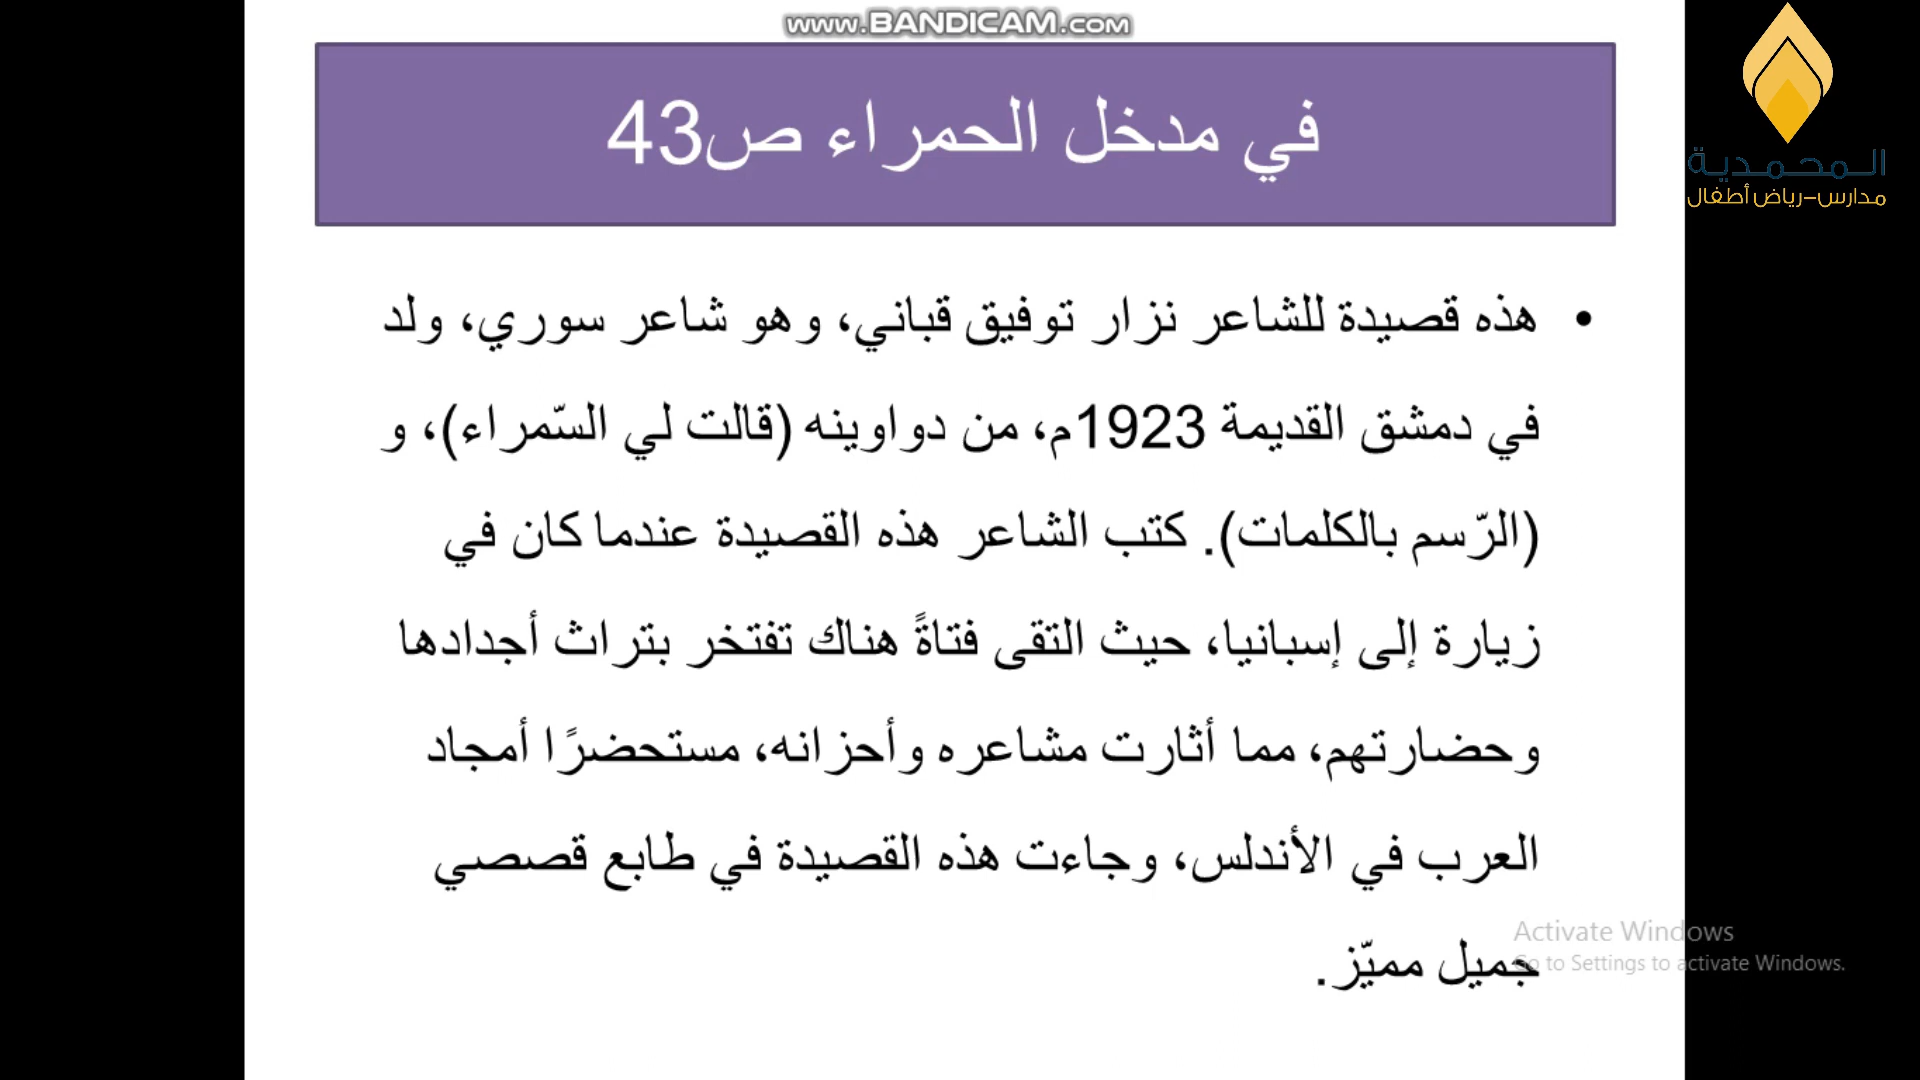 www.BANDICAM.com
المحمدية
مدارس-رياض أطفال
في مدخل الحمراء ص43
• هذه قصيدة للشاعر نزار توفيق قباني، وهو شاعر سوري، ولد
في دمشق القديمة 1923م، من دواوينه (قالت لي السّمراء)، و
(الرّسم بالكلمات). كتب الشاعر هذه القصيدة عندما كان في
زيارة إلى إسبانيا، حيث التقى فتاةً هناك تفتخر بتراث أجدادها
وحضارتهم، مما أثارت مشاعره وأحزانه، مستحضرًا أمجاد
العرب في الأندلس، وجاءت هذه القصيدة في طابع قصصي
جميل مميّز.
Activate Windows
Go to Settings to activate Windows.